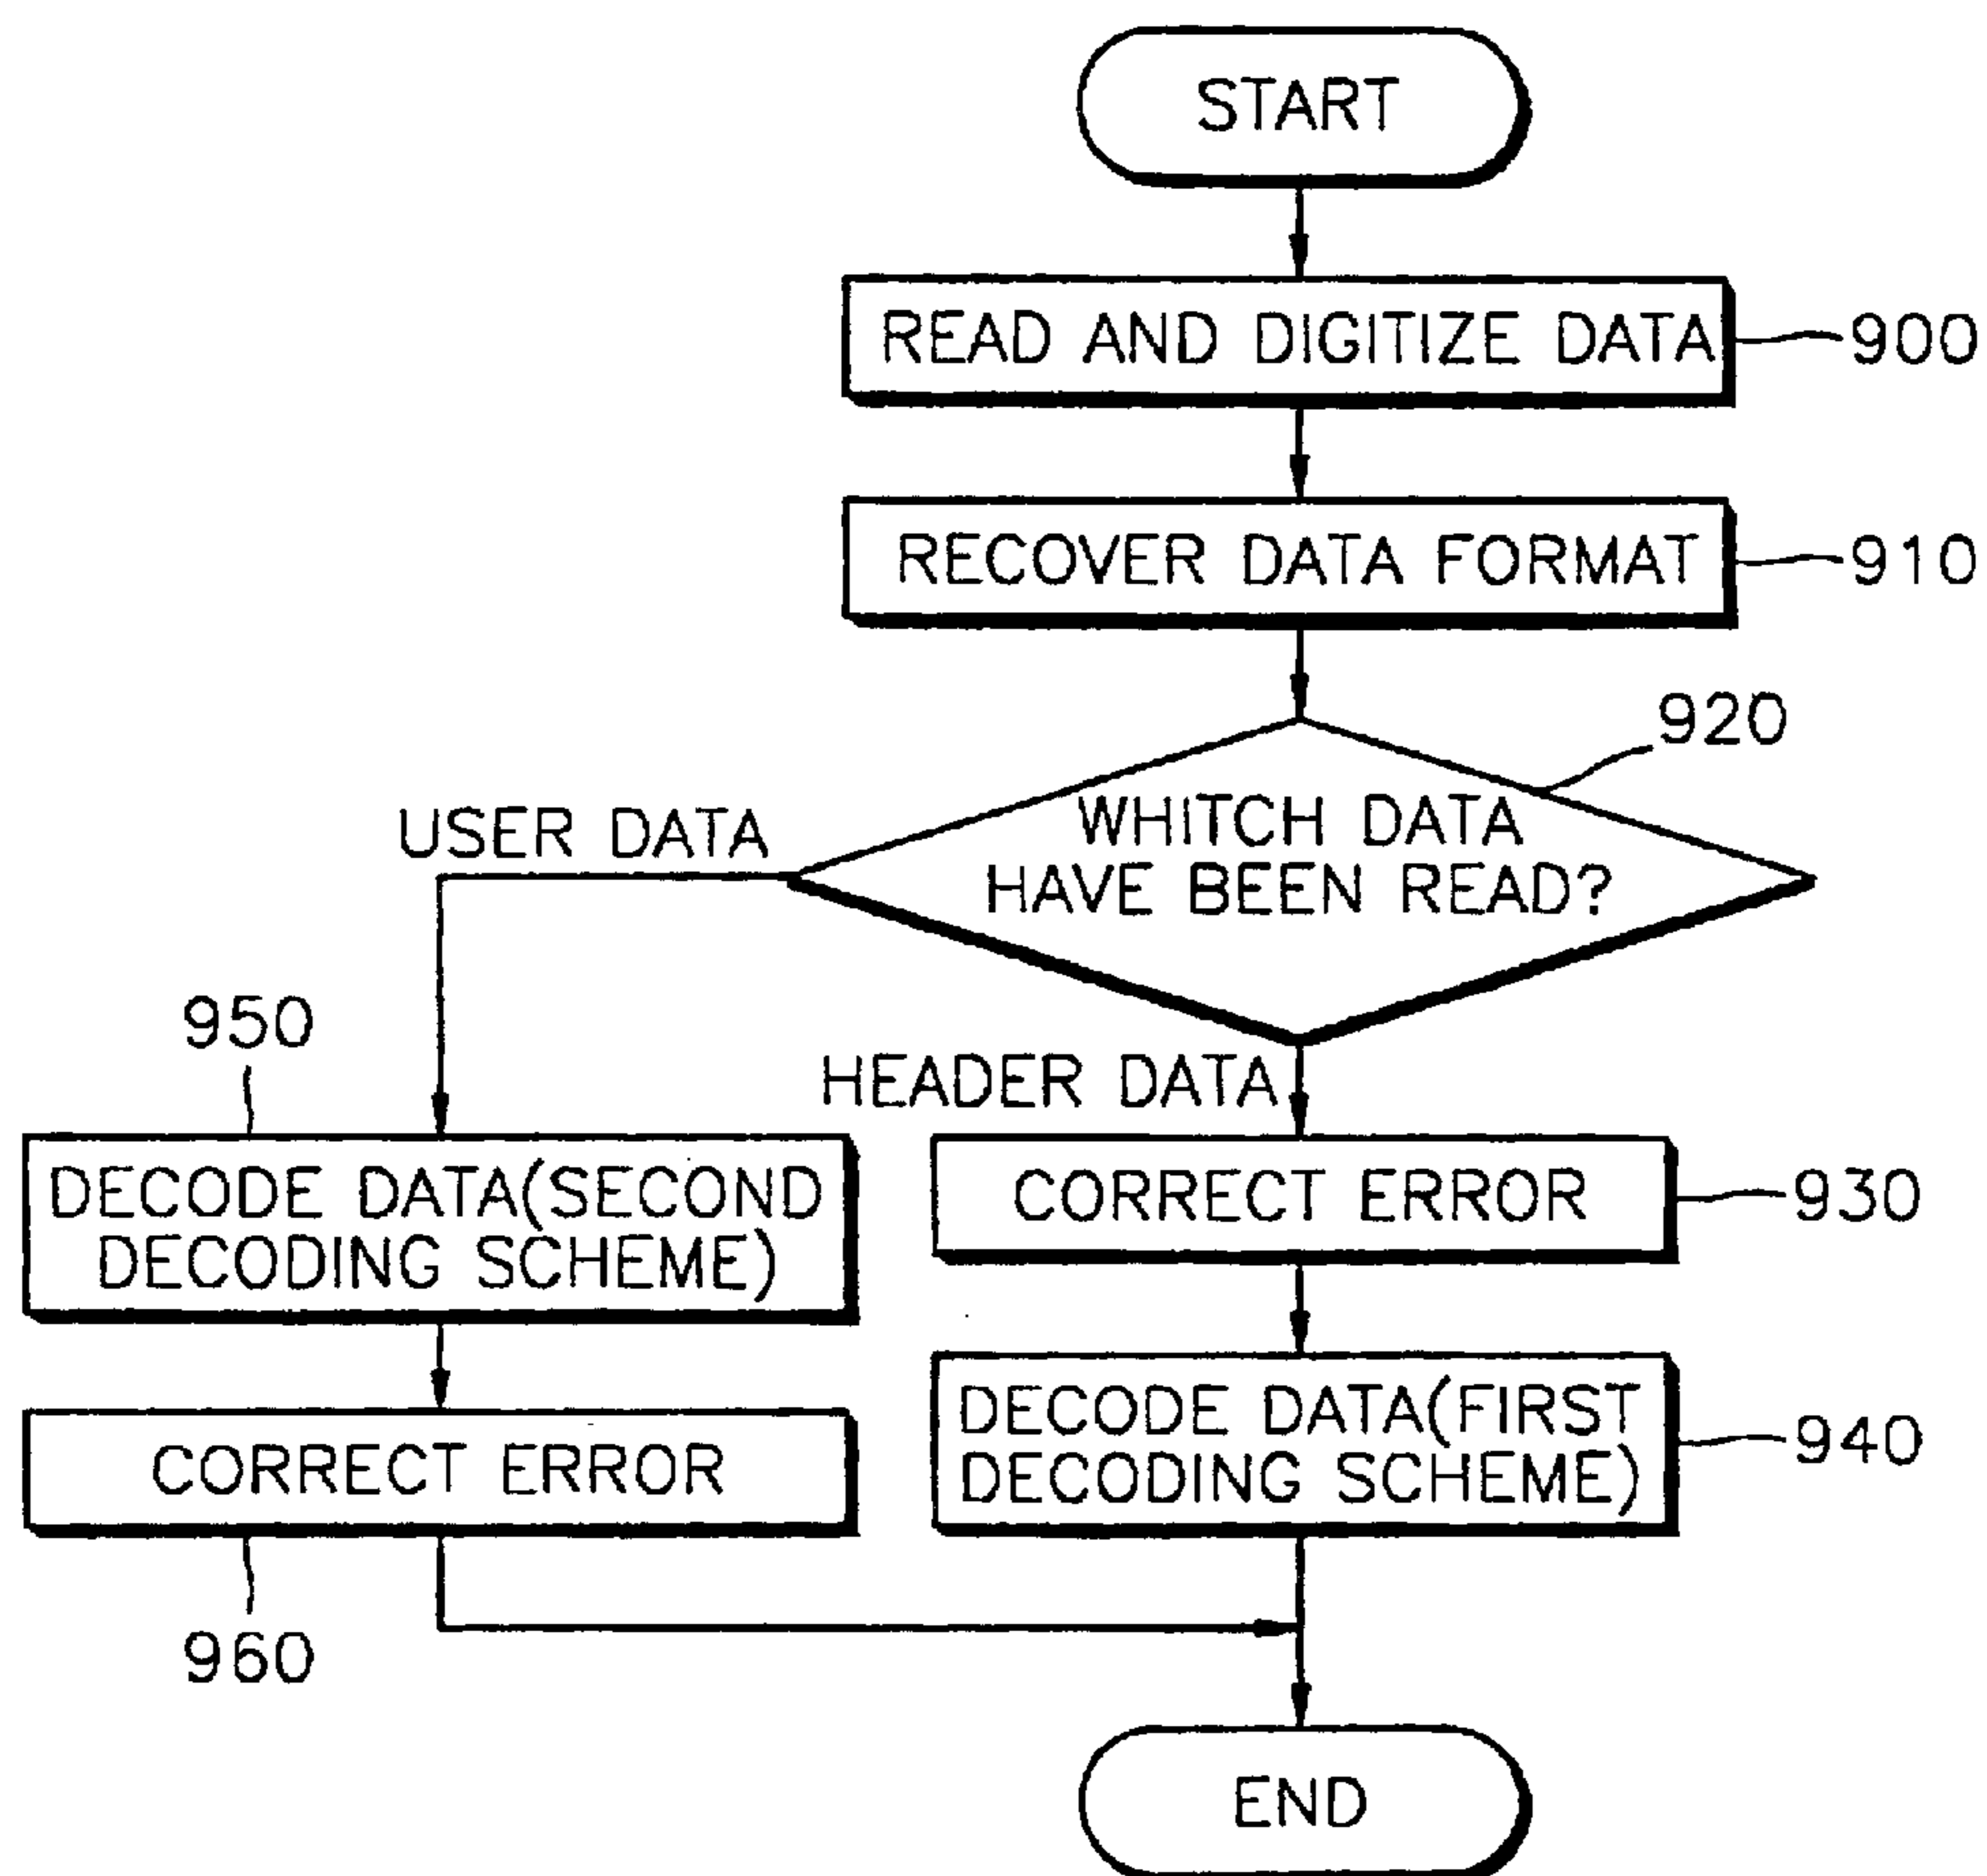 START
READ AND DIGITIZE DATA
900
RECOVER DATA FORMAT
910
920
WHITCH DATA
HAVE BEEN READ?
USER DATA
HEADER DATA
950
DECODE DATA(SECOND
DECODING SCHEME)
CORRECT ERROR
930
DECODE DATA(FIRST
DECODING SCHEME)
940
CORRECT ERROR
960
END